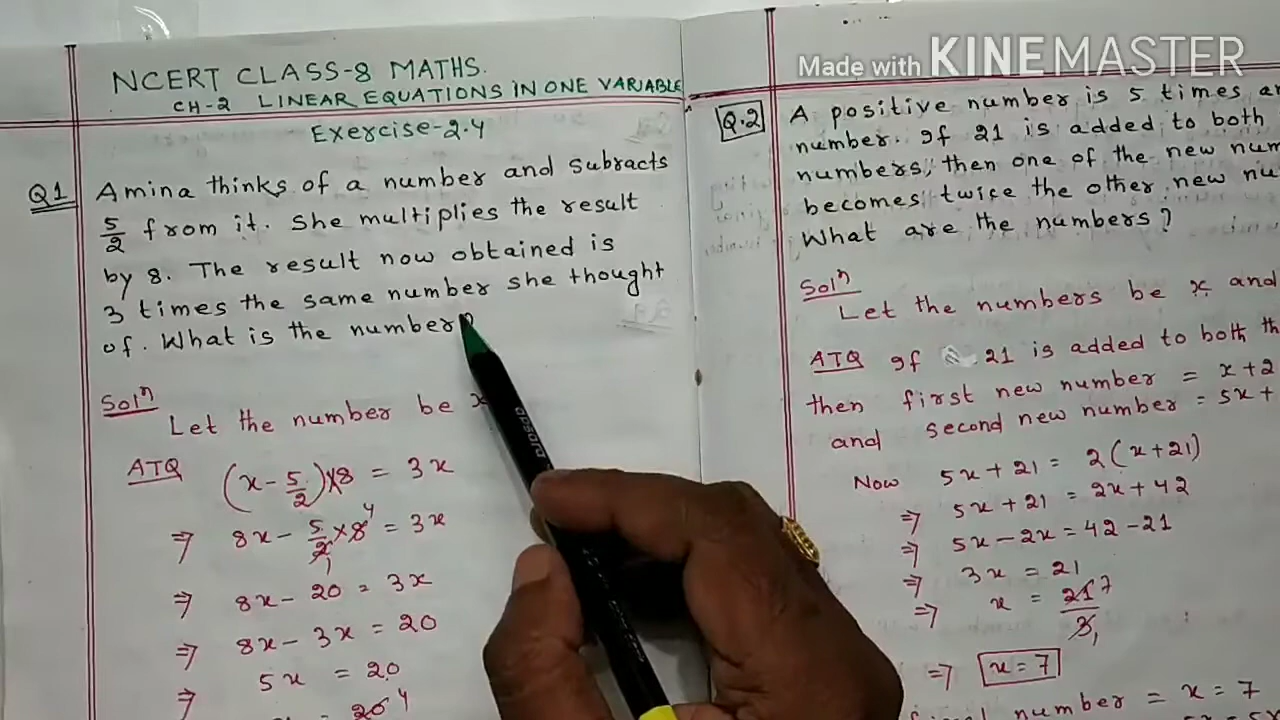 Made with KINEMASTER
NCERT CLASS-8 MATHS.
CH-2 LINEAR EQUATIONS IN ONE VARIABLE
Exercise-2.4
Q1 Amina thinks of a number and subracts
5/2 from it. She multiplies the result
by 8. The result now obtained is
3 times the same number she thought
of. What is the number?
Solⁿ
Let the number be x
ATQ (x - 5/2)×8 = 3x
⇒ 8x - 5/2 × 8 4 = 3x
1
⇒ 8x - 20 = 3x
⇒ 8x - 3x = 20
⇒ 5x = 20
⇒ = 20 4
Q.2 A positive number is 5 times
number. If 21 is added to both
numbers, then one of the new
becomes twice the other new
What are the numbers?
Solⁿ
Let the numbers be x and
ATQ If 21 is added to both
then first new number = x+2
and second new number = 5x+
Now 5x+21 = 2(x+21)
⇒ 5x+21 = 2x+42
⇒ 5x-2x = 42-21
⇒ 3x = 21
⇒ x = 21 7/3 1
⇒ x = 7
number = x = 7